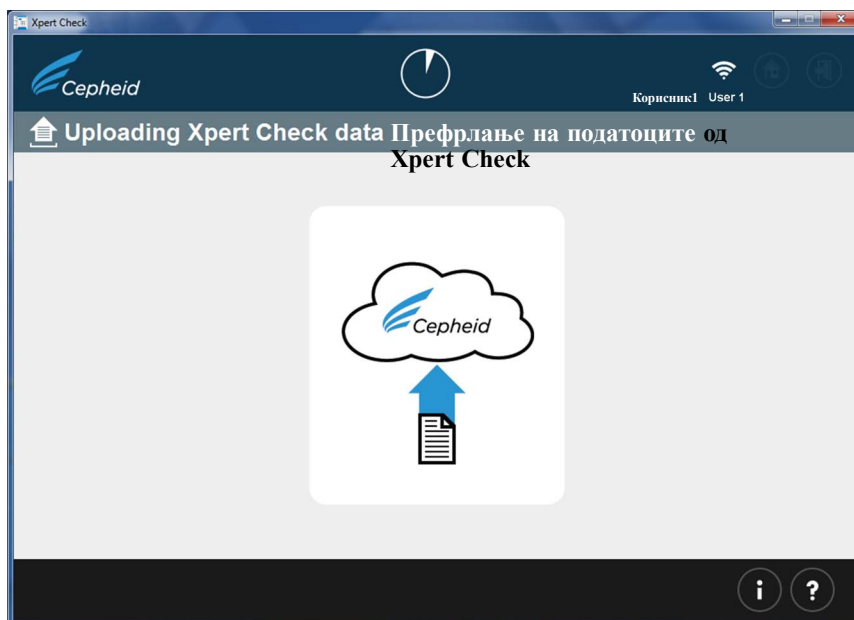 Xpert Check
Cepheid
Корисник1 User 1
Uploading Xpert Check data Префрлање на податоците од
Xpert Check
Cepheid
i ?